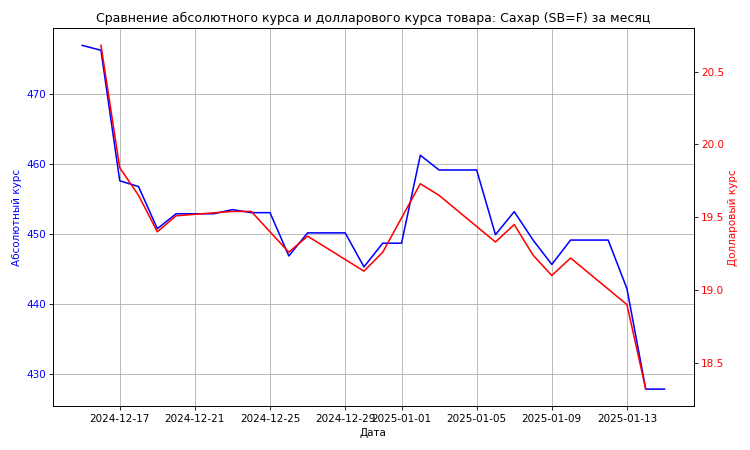 Сравнение абсолютного курса и долларового курса товара: Сахар (SB=F) за месяц
Абсолютный курс
470
460
450
440
430
20.5
20.0
19.5
19.0
18.5
Долларовый курс
2024-12-17 2024-12-21 2024-12-25 2024-12-29 2025-01-01 2025-01-05 2025-01-09 2025-01-13
Дата